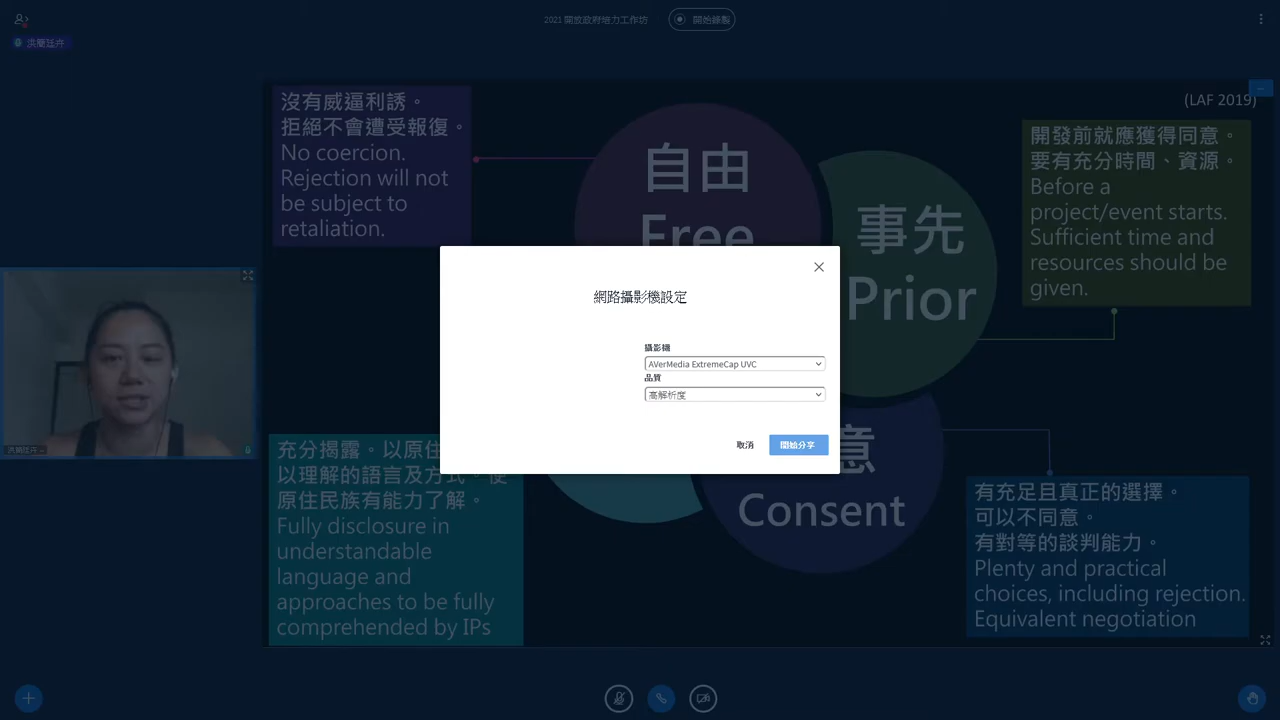 2021 開放政府培力工作坊
開始錄製
洪簡廷卉
(LAF 2019)
沒有威逼利誘。
拒絕不會遭受報復。
No coercion.
Rejection will not
be subject to
retaliation.
自由
Free
事先
Prior
開發前就應獲得同意。
要有充分時間、資源。
Before a
project/event starts.
Sufficient time and
resources should be
given.
網路攝影機設定
攝影機
AVerMedia ExtremeCap UVC
品質
高解析度
取消
開始分享
洪簡廷卉
充分揭露。以原住
以理解的語言及方式。使
原住民族有能力了解。
Fully disclosure in
understandable
language and
approaches to be fully
comprehended by IPs
意
Consent
有充足且真正的選擇。
可以不同意。
有對等的談判能力。
Plenty and practical
choices, including rejection.
Equivalent negotiation